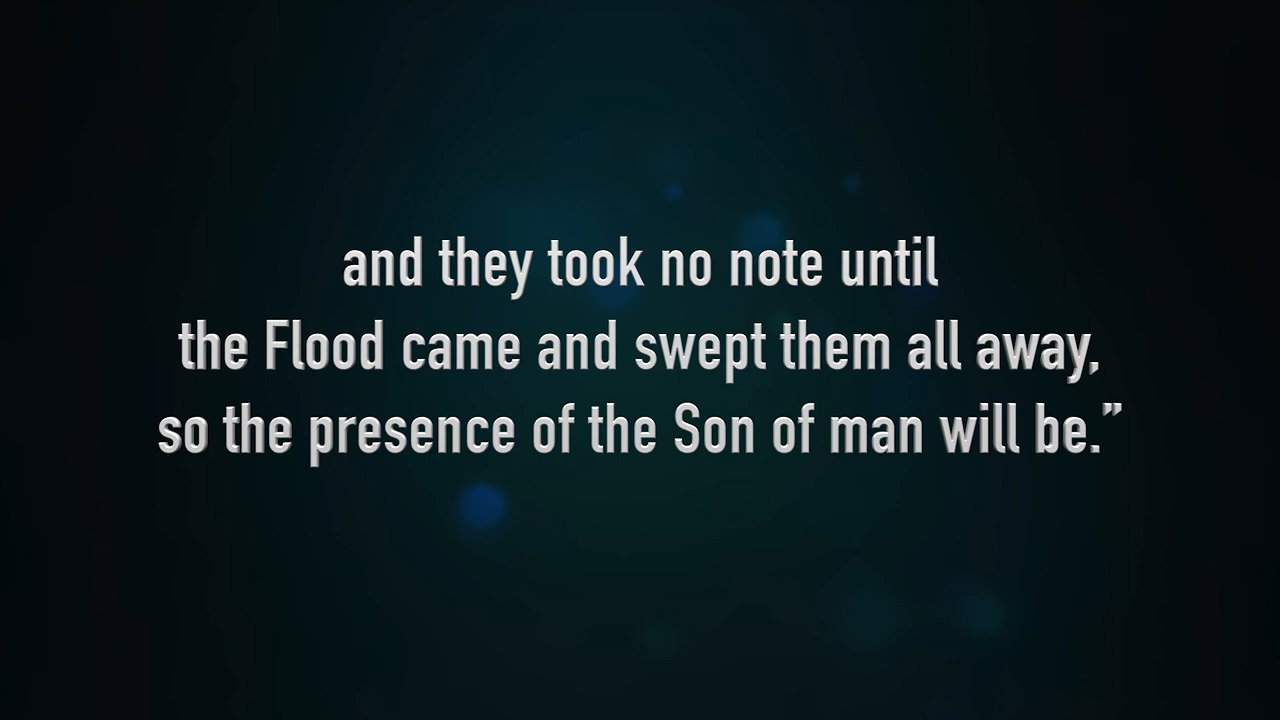 and they took no note until
the Flood came and swept them all away,
so the presence of the Son of man will be.”